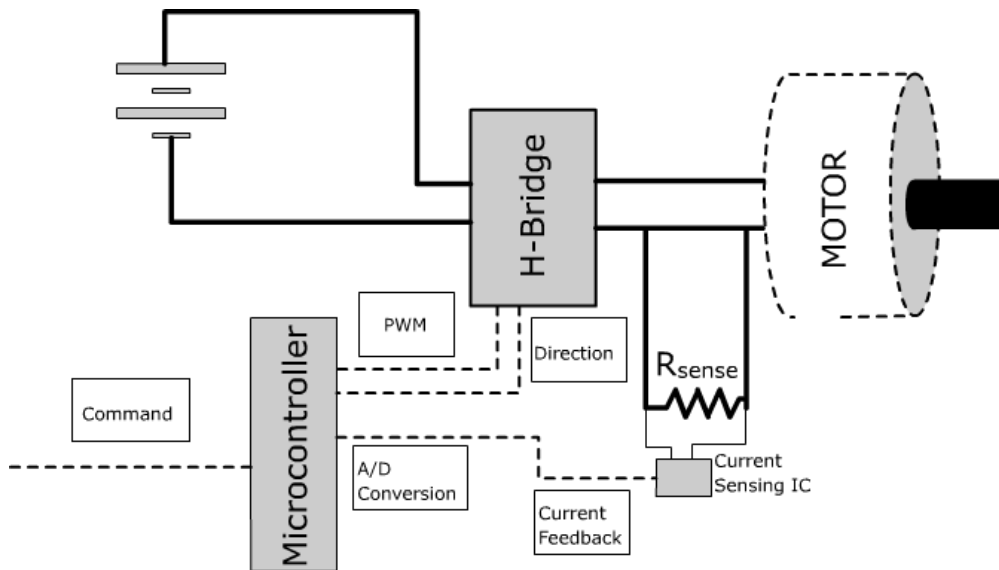 H-Bridge
MOTOR
PWM
Direction
Microcontroller
Rsense
Command
A/D
Conversion
Current
Sensing IC
Current
Feedback